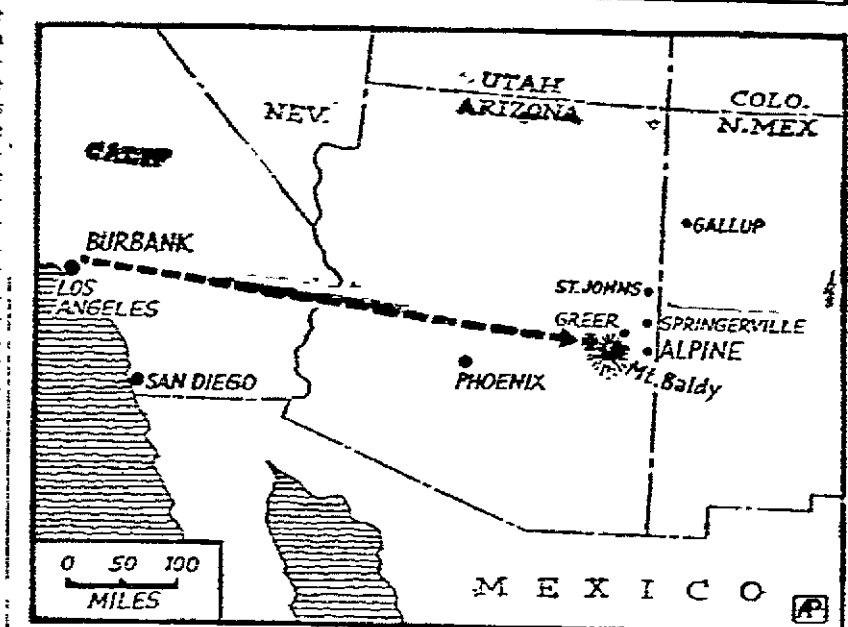 UTAH
ARIZONA
COLO.
N.MEX
NEV.
CALIF
BURBANK
LOS
ANGELES
SAN DIEGO
GALLUP
ST.JOHNS
GREER
SPRINGERVILLE
ALPINE
Mt. Baldy
PHOENIX
0 50 100
MILES
MEXICO
AP